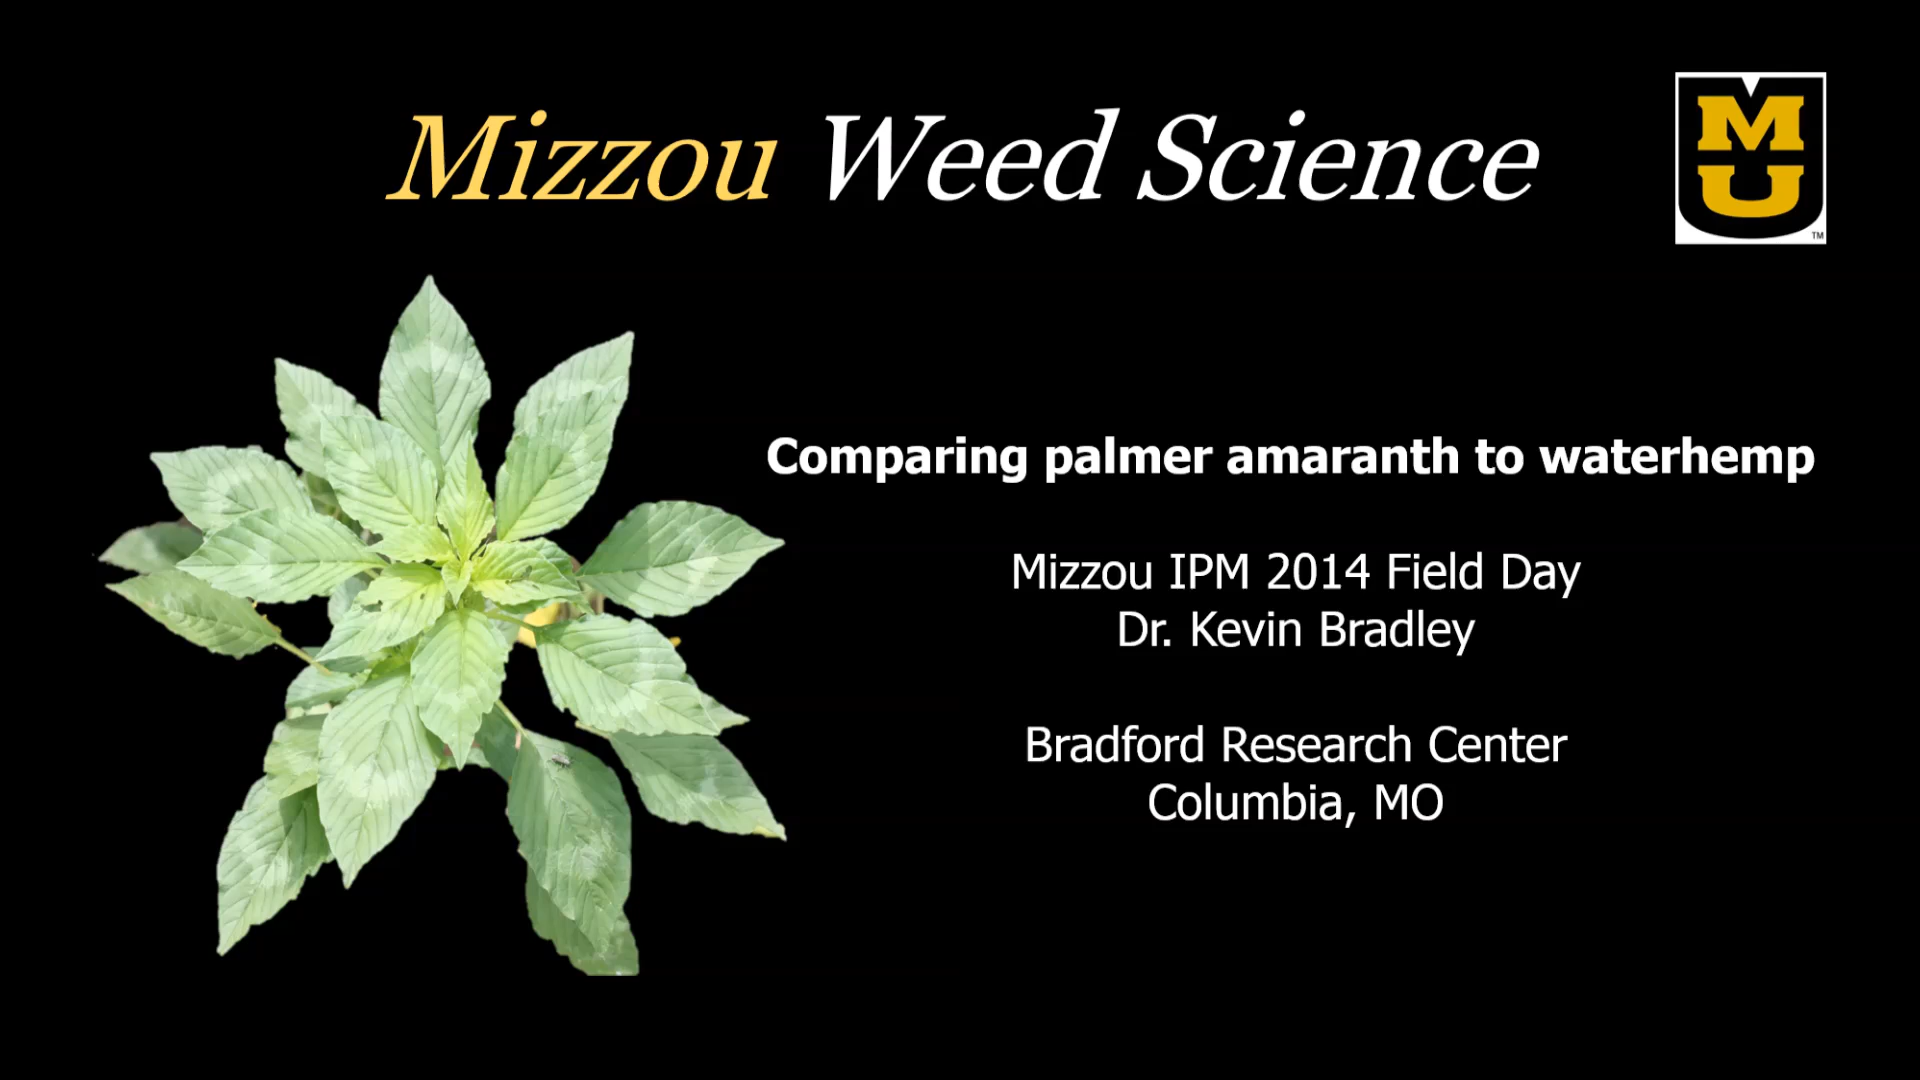 Mizzou Weed Science
M
U
TM
Comparing palmer amaranth to waterhemp
Mizzou IPM 2014 Field Day
Dr. Kevin Bradley
Bradford Research Center
Columbia, MO